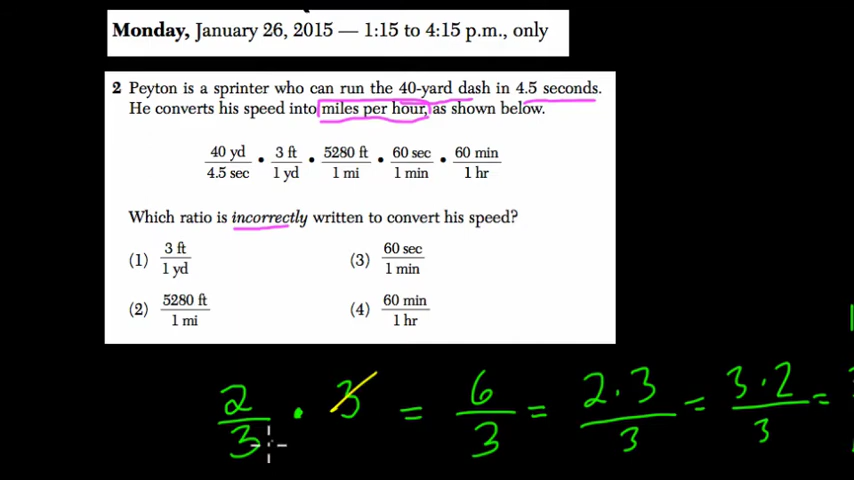 Monday, January 26, 2015 — 1:15 to 4:15 p.m., only
2 Peyton is a sprinter who can run the 40-yard dash in 4.5 seconds.
He converts his speed into miles per hour, as shown below.
40 yd/4.5 sec • 3 ft/1 yd • 5280 ft/1 mi • 60 sec/1 min • 60 min/1 hr
Which ratio is incorrectly written to convert his speed?
(1) 3 ft/1 yd (3) 60 sec/1 min
(2) 5280 ft/1 mi (4) 60 min/1 hr
2/3 • 3 = 6/3 = 2·3/3 = 3·2/3 =